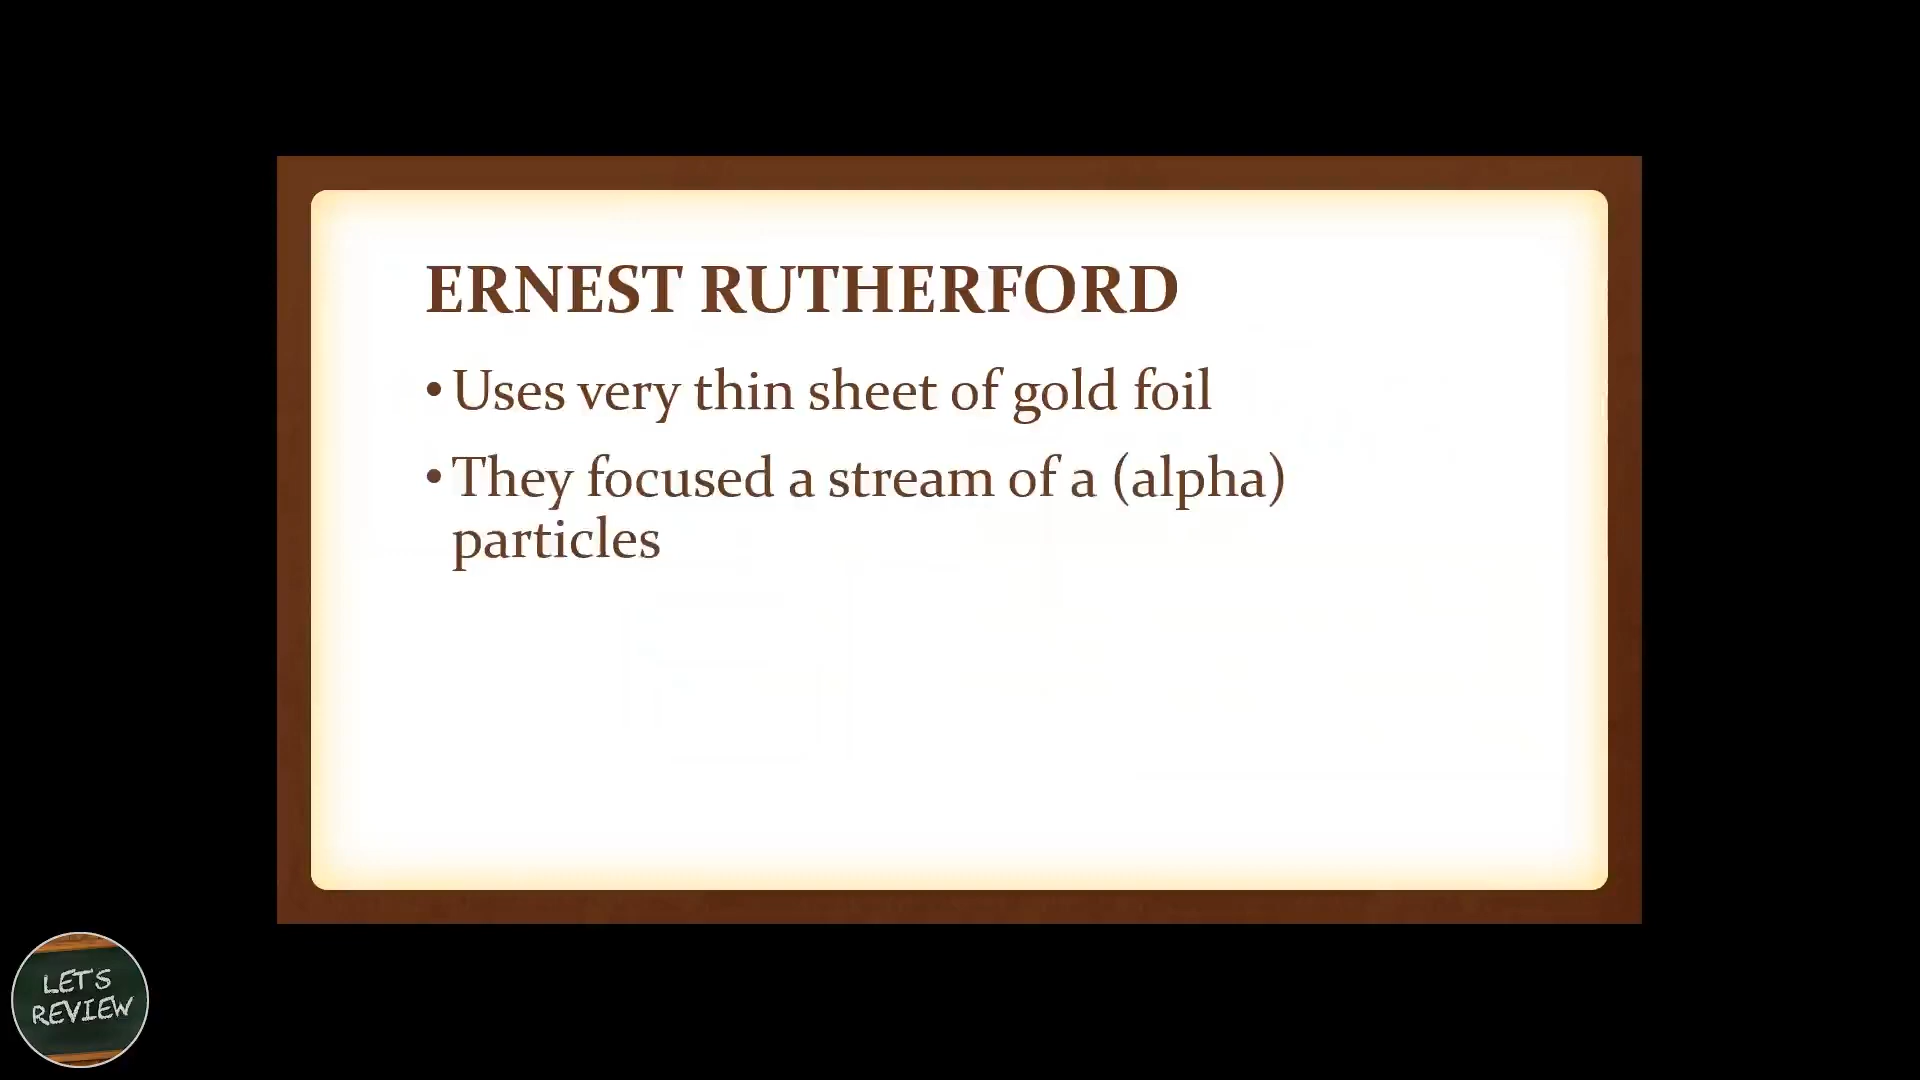 ERNEST RUTHERFORD
• Uses very thin sheet of gold foil
• They focused a stream of a (alpha)
particles
LET'S
REVIEW